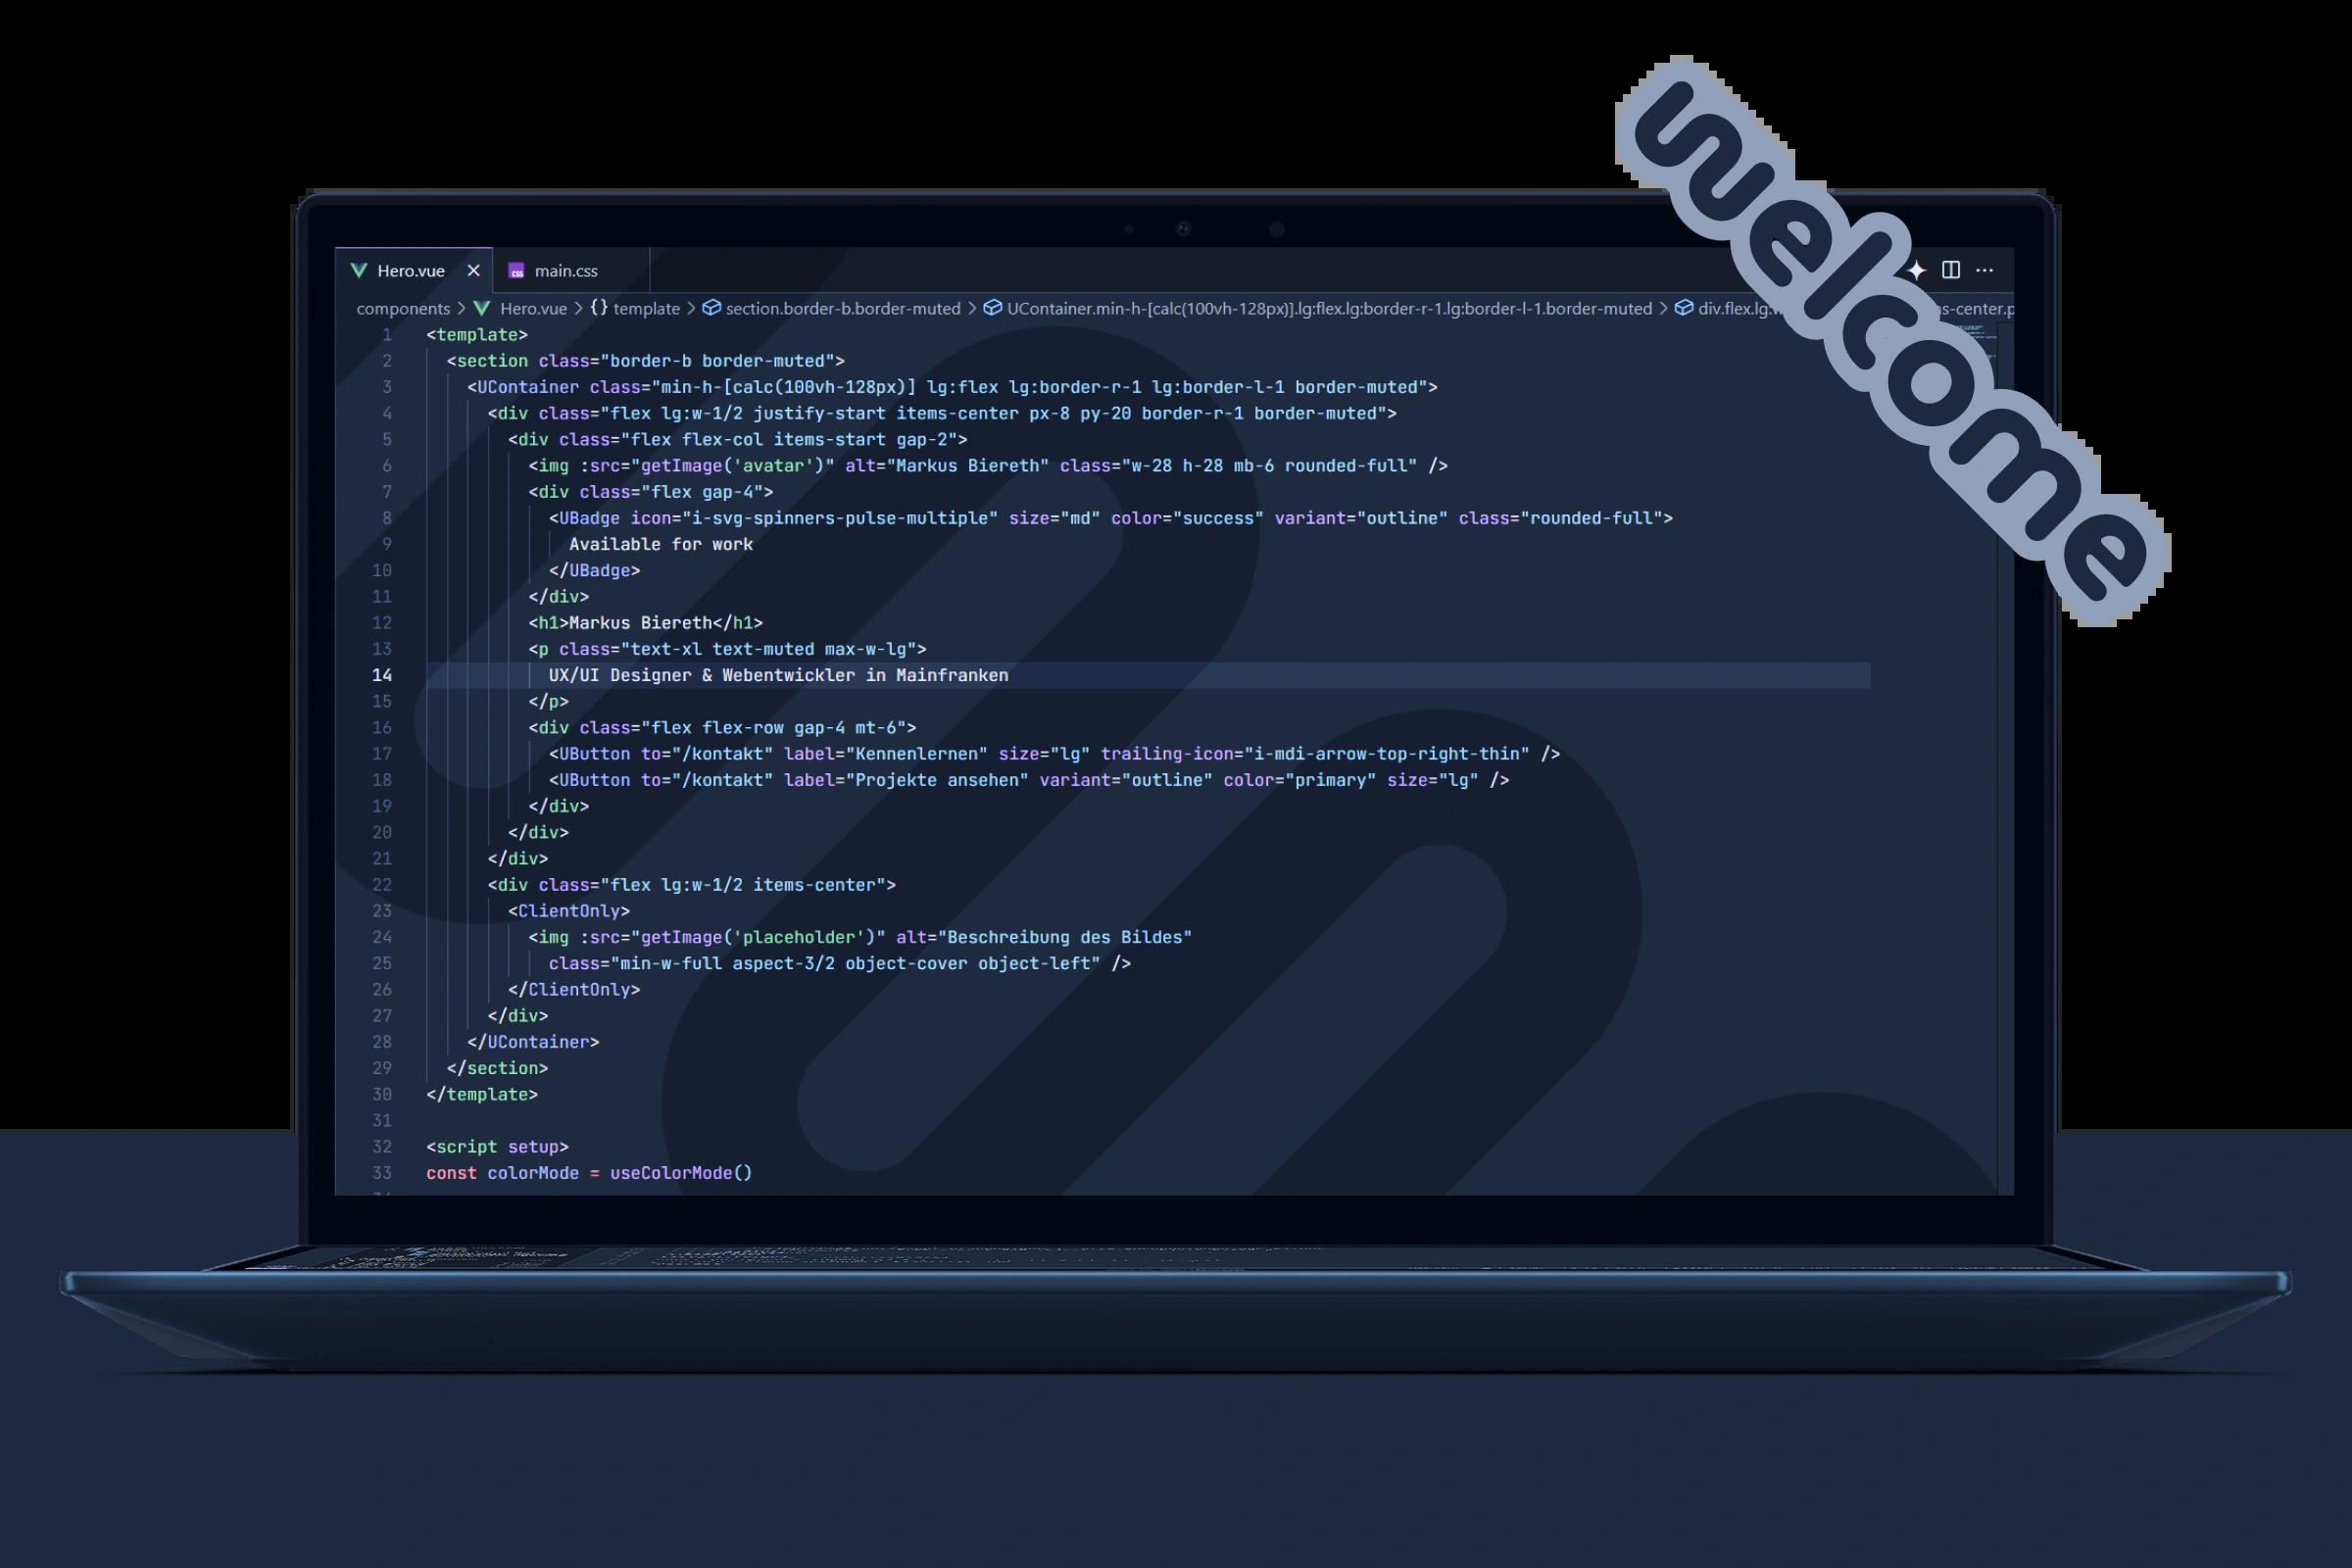 welcome
Hero.vue
main.css
components > Hero.vue > {} template > section.border-b.border-muted > UContainer.min-h-[calc(100vh-128px)].lg:flex.lg:border-r-1.lg:border-l-1.border-muted >
1 <template>
2 <section class="border-b border-muted">
3 <UContainer class="min-h-[calc(100vh-128px)] lg:flex lg:border-r-1 lg:border-l-1 border-muted">
4 <div class="flex lg:w-1/2 justify-start items-center px-8 py-20 border-r-1 border-muted">
5 <div class="flex flex-col items-start gap-2">
6 <img :src="getImage('avatar')" alt="Markus Biereth" class="w-28 h-28 mb-6 rounded-full" />
7 <div class="flex gap-4">
8 <UBadge icon="i-svg-spinners-pulse-multiple" size="md" color="success" variant="outline" class="rounded-full">
9 Available for work
10 </UBadge>
11 </div>
12 <h1>Markus Biereth</h1>
13 <p class="text-xl text-muted max-w-lg">
14 UX/UI Designer & Webentwickler in Mainfranken
15 </p>
16 <div class="flex flex-row gap-4 mt-6">
17 <UButton to="/kontakt" label="Kennenlernen" size="lg" trailing-icon="i-mdi-arrow-top-right-thin" />
18 <UButton to="/kontakt" label="Projekte ansehen" variant="outline" color="primary" size="lg" />
19 </div>
20 </div>
21 </div>
22 <div class="flex lg:w-1/2 items-center">
23 <ClientOnly>
24 <img :src="getImage('placeholder')" alt="Beschreibung des Bildes"
25 class="min-w-full aspect-3/2 object-cover object-left" />
26 </ClientOnly>
27 </div>
28 </UContainer>
29 </section>
30 </template>
31
32 <script setup>
33 const colorMode = useColorMode()